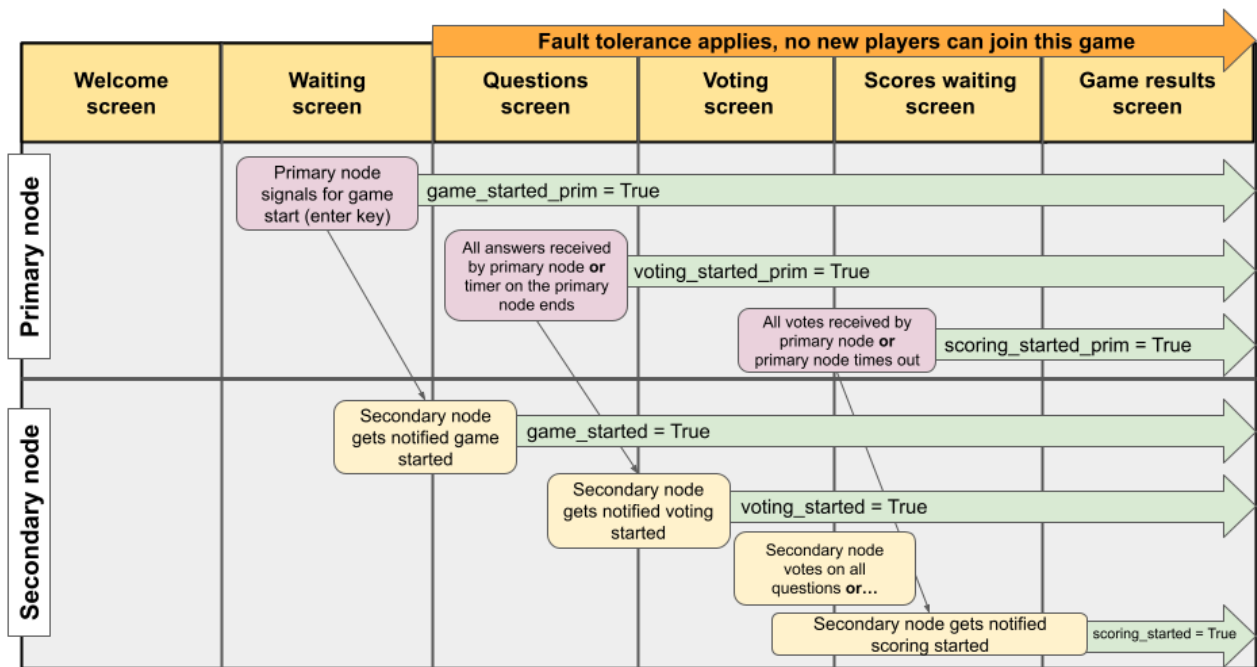 Fault tolerance applies, no new players can join this game
Welcome
screen
Waiting
screen
Questions
screen
Voting
screen
Scores waiting
screen
Game results
screen
Primary node
Primary node
signals for game
start (enter key)
game_started_prim = True
All answers received
by primary node or
timer on the primary
node ends
voting_started_prim = True
All votes received by
primary node or
primary node times out
scoring_started_prim = True
Secondary node
Secondary node
gets notified game
started
game_started = True
Secondary node
gets notified voting
started
voting_started = True
Secondary node
votes on all
questions or...
Secondary node gets notified
scoring started
scoring_started = True